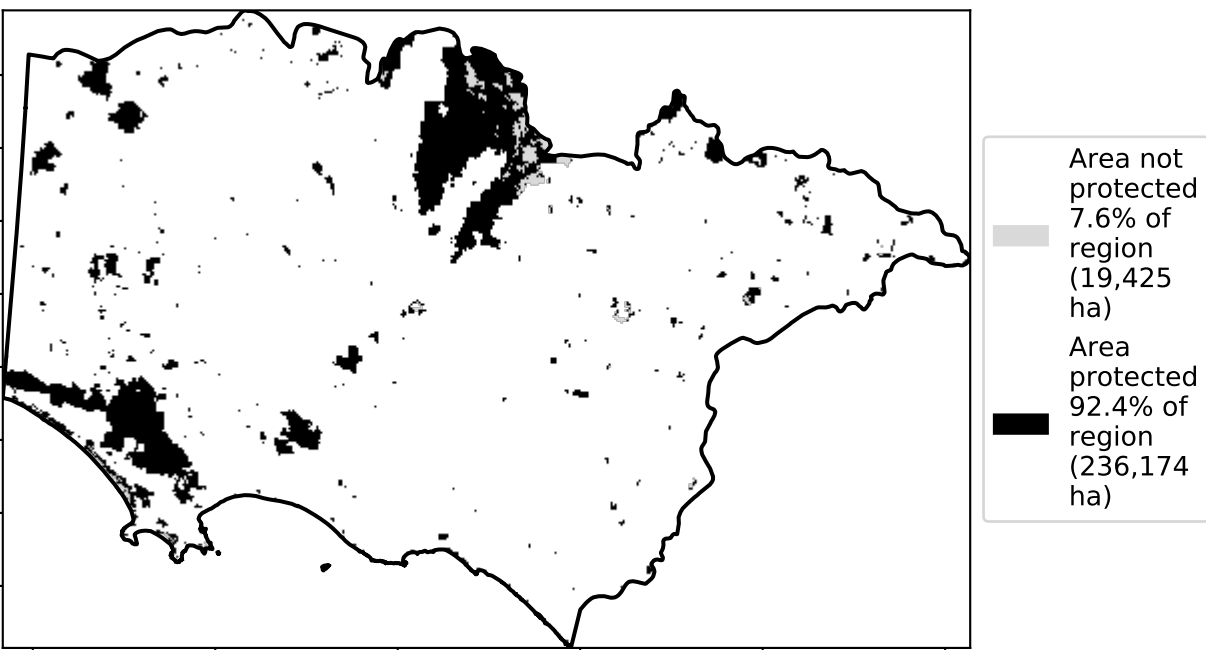 Area not
protected
7.6% of
region
(19,425
ha)
Area
protected
92.4% of
region
(236,174
ha)